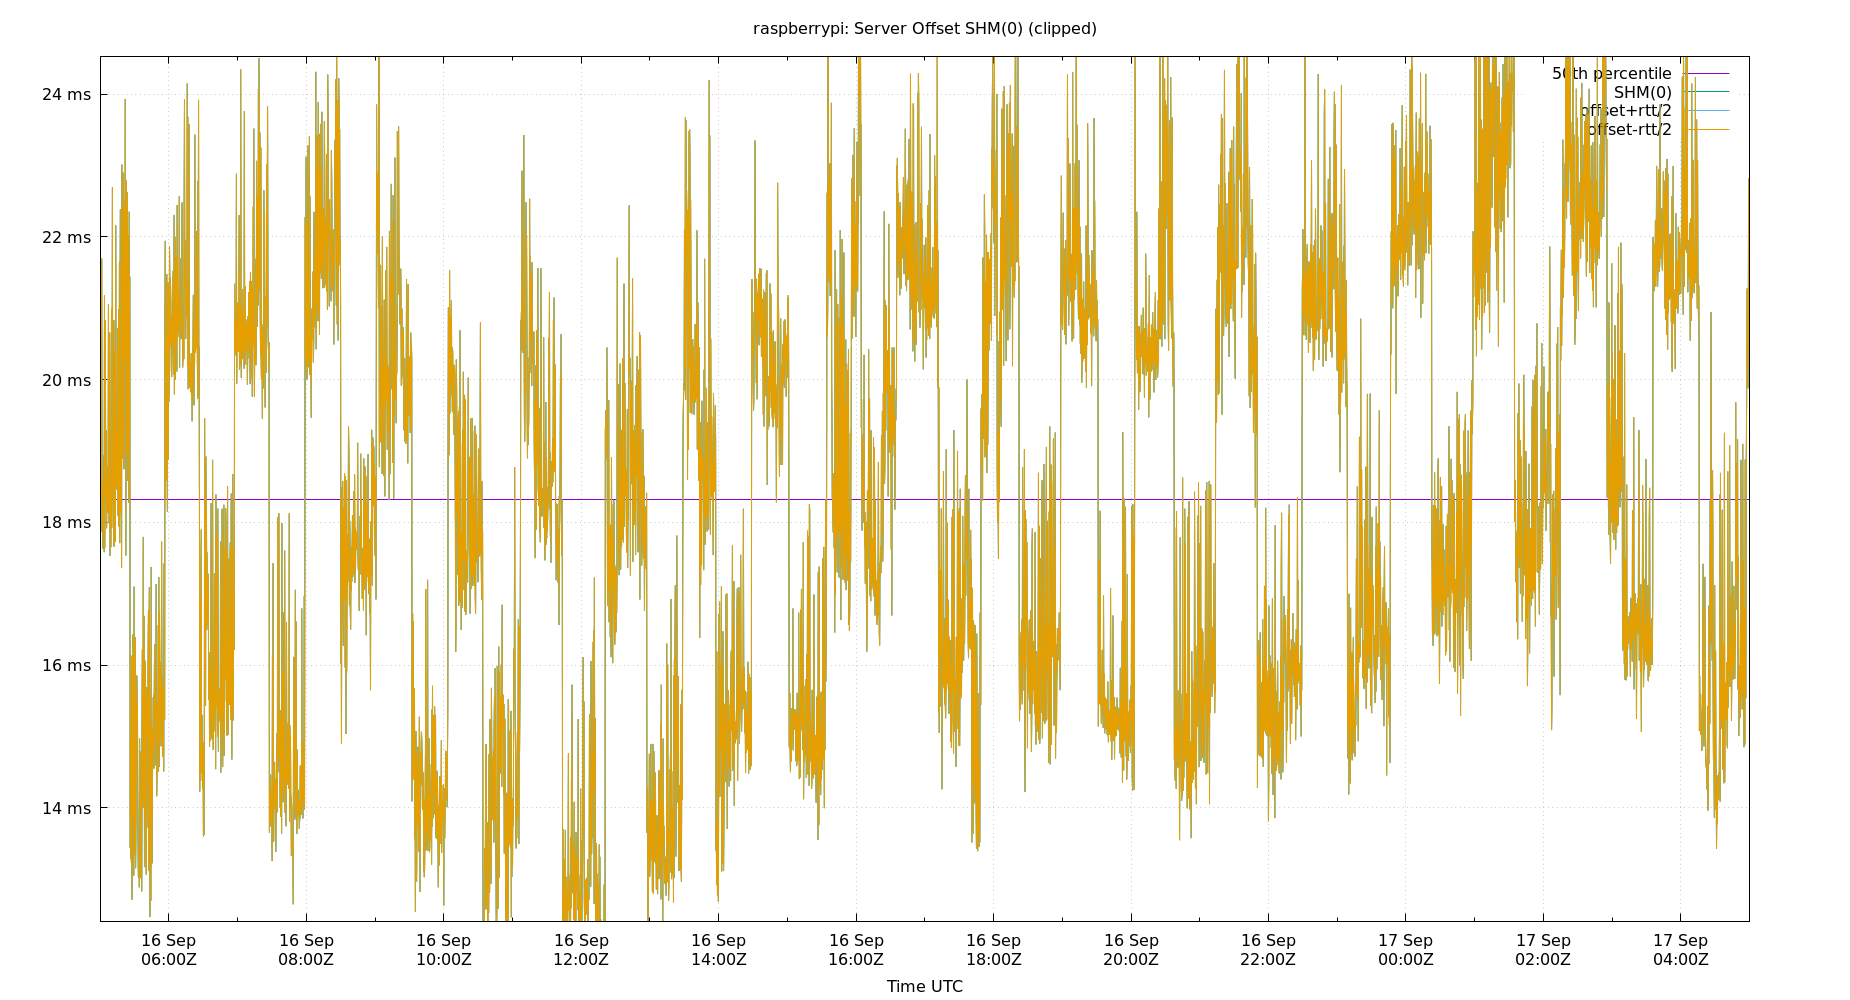 raspberrypi: Server Offset SHM(0) (clipped)
50th percentile
SHM(0)
offset+rtt/2
offset-rtt/2
24 ms
22 ms
20 ms
18 ms
16 ms
14 ms
16 Sep 16 Sep 16 Sep 16 Sep 16 Sep 16 Sep 16 Sep 16 Sep 16 Sep 17 Sep 17 Sep 17 Sep
06:00Z 08:00Z 10:00Z 12:00Z 14:00Z 16:00Z 18:00Z 20:00Z 22:00Z 00:00Z 02:00Z 04:00Z
Time UTC